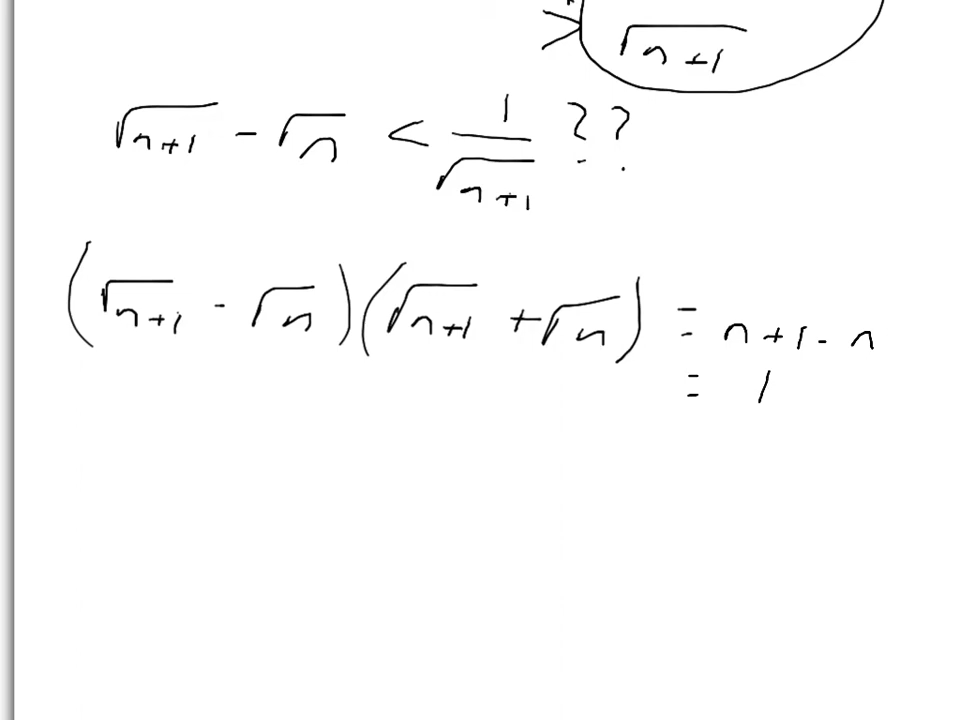 √(n+1)
√(n+1) - √n < 1/√(n+1) ??
(√(n+1) - √n)(√(n+1) + √n) = n+1-n
= 1